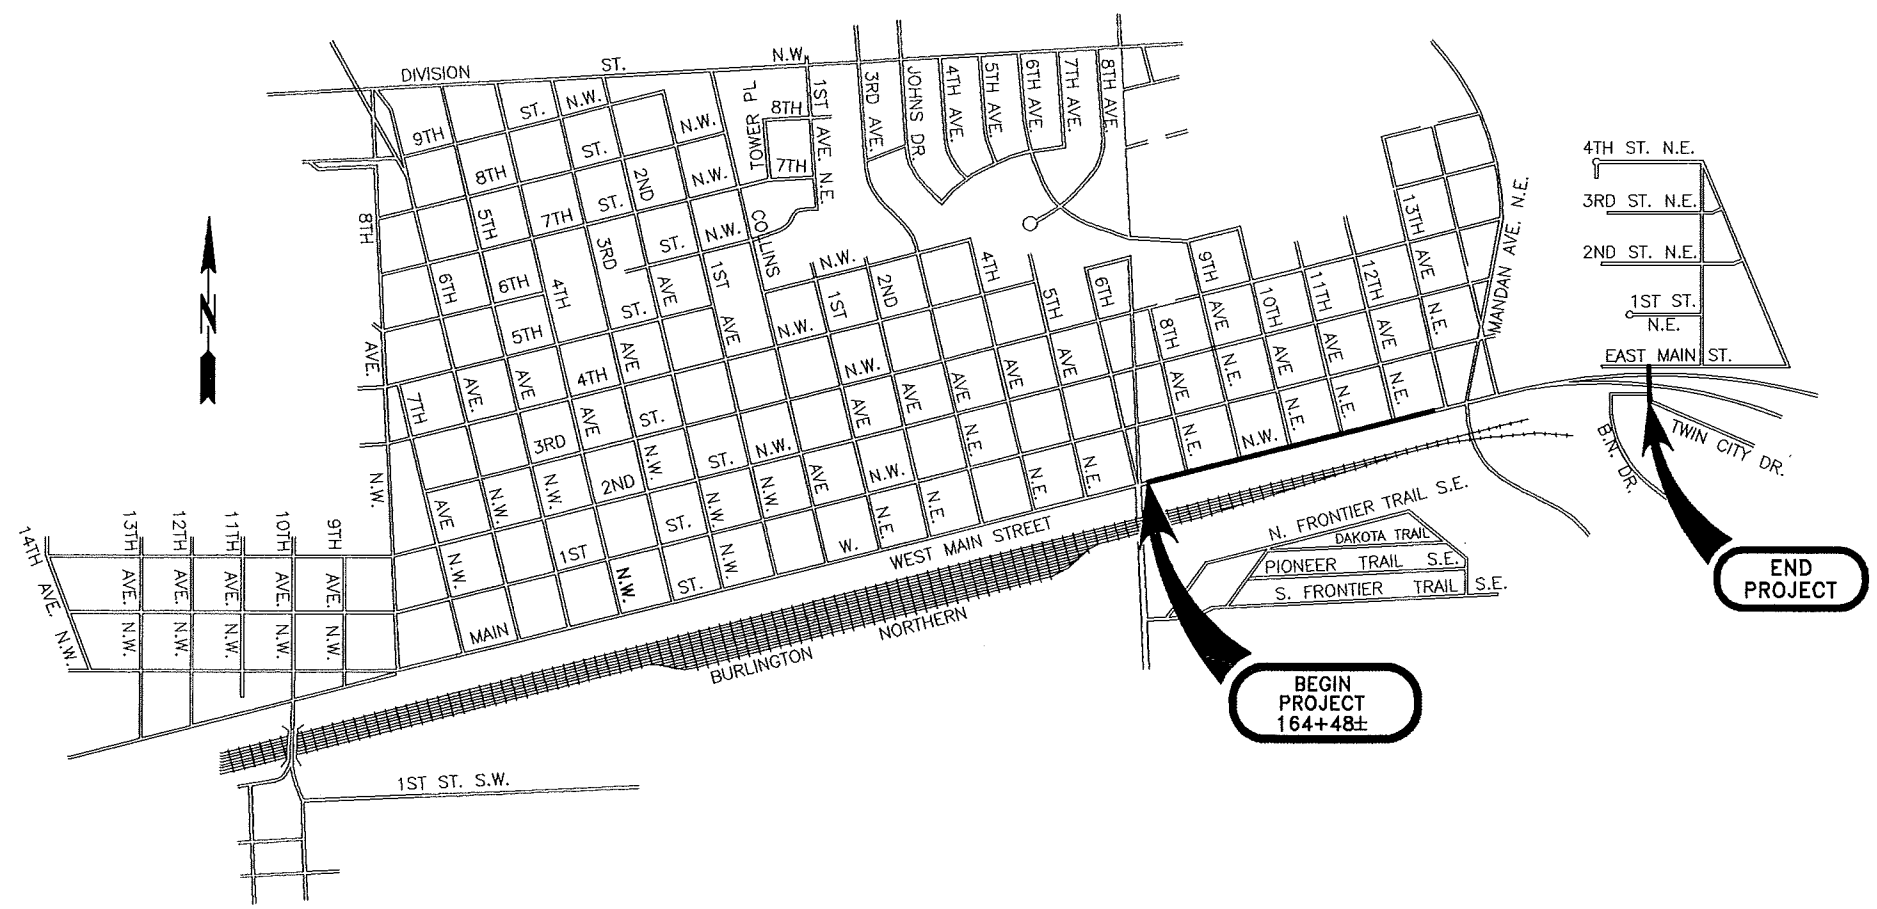 DIVISION ST. N.W.
9TH ST. N.W.
8TH ST. N.W.
7TH ST. N.W.
6TH ST. N.W.
5TH ST. N.W.
4TH ST. N.W.
3RD ST. N.W.
2ND ST. N.W.
1ST ST. N.W.
MAIN ST. W.
8TH AVE. N.W.
7TH AVE N.W.
6TH AVE. N.W.
5TH AVE N.W.
4TH AVE N.W.
3RD AVE N.W.
2ND AVE N.W.
1ST AVE N.W.
COLLINS AVE
TOWER PL
8TH
7TH
1ST AVE. N.E.
3RD AVE.
JOHNS DR.
4TH AVE.
5TH AVE.
6TH AVE.
7TH AVE.
8TH AVE.
1ST AVE N.E.
2ND AVE N.E.
4TH AVE N.E.
5TH AVE N.E.
6TH
8TH AVE N.E.
9TH AVE N.E.
10TH N.E.
11TH AVE N.E.
12TH AVE N.E.
13TH AVE N.E.
N.W.
MANDAN AVE. N.E.
4TH ST. N.E.
3RD ST. N.E.
2ND ST. N.E.
1ST ST.
N.E.
EAST MAIN ST.
TWIN CITY DR.
B.N. DR.
N
14TH AVE. N.W.
13TH AVE. N.W.
12TH AVE. N.W.
11TH AVE. N.W.
10TH AVE. N.W.
9TH AVE. N.W.
WEST MAIN STREET
BURLINGTON NORTHERN
N. FRONTIER TRAIL S.E.
DAKOTA TRAIL
PIONEER TRAIL S.E.
S. FRONTIER TRAIL S.E.
END
PROJECT
BEGIN
PROJECT
164+48±
1ST ST. S.W.